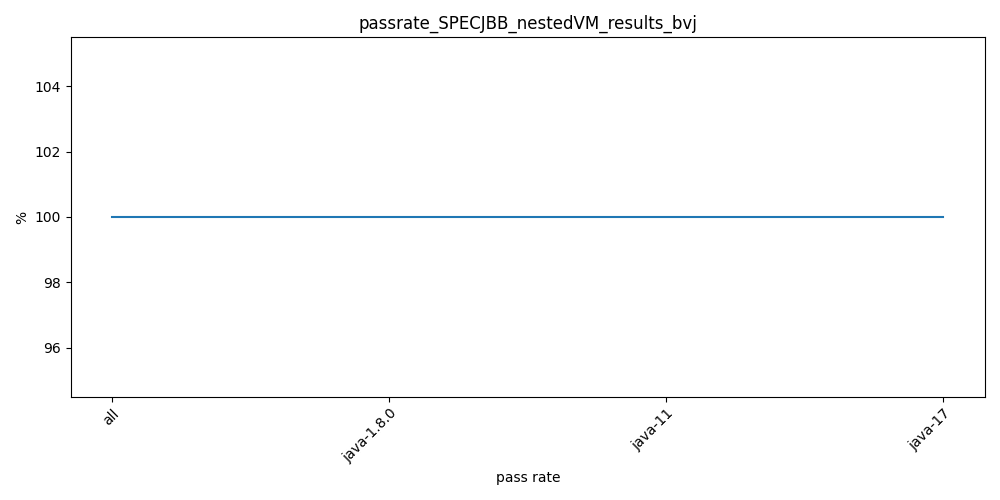 passrate_SPECJBB_nestedVM_results_bvj
104
102
100
98
96
%
all
java-1.8.0
java-11
java-17
pass rate